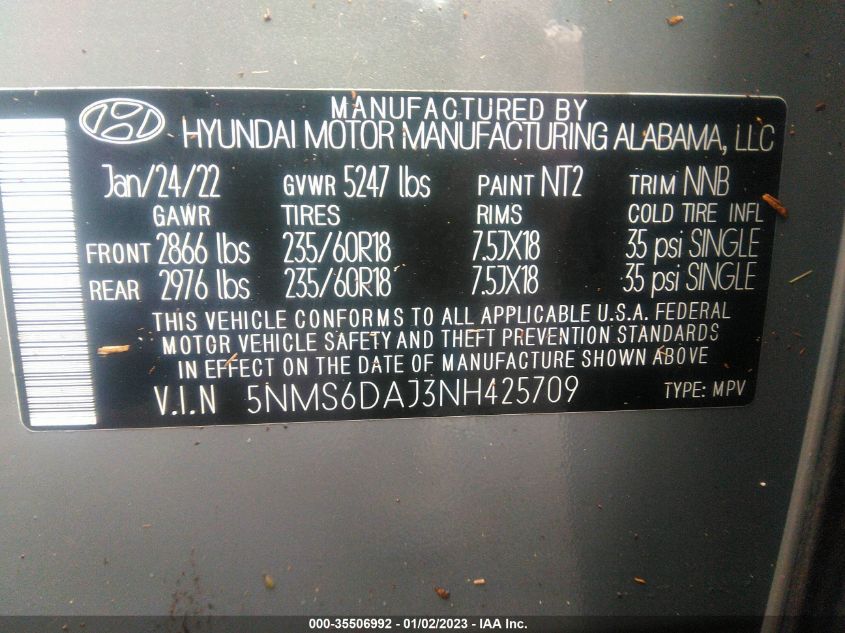 MANUFACTURED BY
HYUNDAI MOTOR MANUFACTURING ALABAMA, LLC
Jan/24/22 GVWR 5247 lbs PAINT NT2 TRIM NNB
GAWR TIRES RIMS COLD TIRE INFL
FRONT 2866 lbs 235/60R18 7.5JX18 35 psi SINGLE
REAR 2976 lbs 235/60R18 7.5JX18 35 psi SINGLE
THIS VEHICLE CONFORMS TO ALL APPLICABLE U.S.A. FEDERAL
MOTOR VEHICLE SAFETY AND THEFT PREVENTION STANDARDS
IN EFFECT ON THE DATE OF MANUFACTURE SHOWN ABOVE
V.I.N 5NMS6DAJ3NH425709 TYPE: MPV
000-35506992 - 01/02/2023 - IAA Inc.